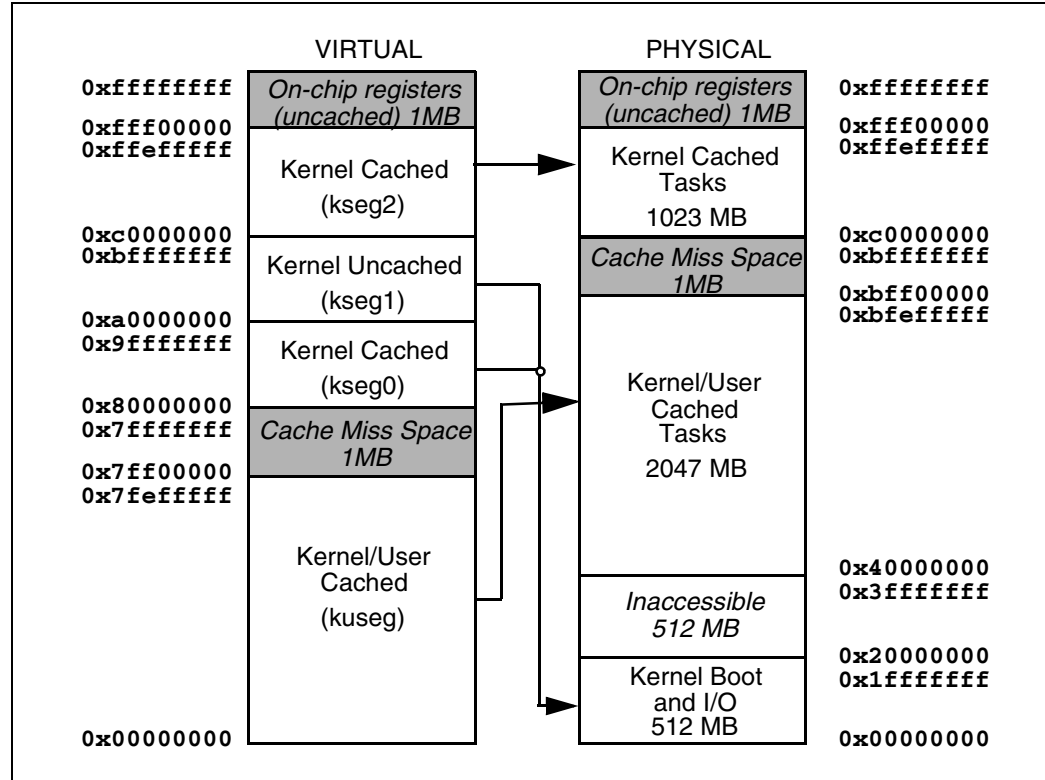 VIRTUAL
0xffffffff
On-chip registers
(uncached) 1MB
0xfff00000
0xffefffff
Kernel Cached
(kseg2)
0xc0000000
0xbfffffff
Kernel Uncached
(kseg1)
0xa0000000
0x9fffffff
Kernel Cached
(kseg0)
0x80000000
0x7fffffff
Cache Miss Space
1MB
0x7ff00000
0x7fefffff
Kernel/User
Cached
(kuseg)
0x00000000
PHYSICAL
On-chip registers
(uncached) 1MB
0xffffffff
0xfff00000
0xffefffff
Kernel Cached
Tasks
1023 MB
0xc0000000
0xbfffffff
Cache Miss Space
1MB
0xbff00000
0xbfefffff
Kernel/User
Cached
Tasks
2047 MB
0x40000000
0x3fffffff
Inaccessible
512 MB
0x20000000
0x1fffffff
Kernel Boot
and I/O
512 MB
0x00000000